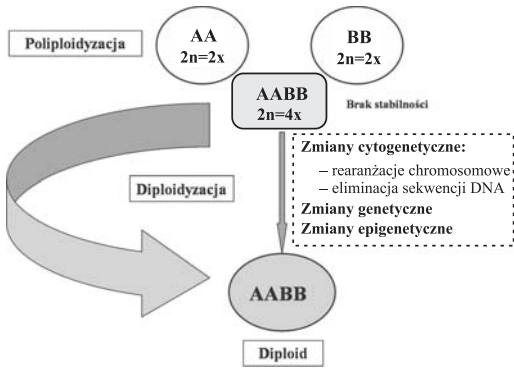 Poliploidyzacja
AA
2n=2x
BB
2n=2x
AABB
2n=4x
Brak stabilności
Zmiany cytogenetyczne:
– rearanżacje chromosomowe
– eliminacja sekwencji DNA
Zmiany genetyczne
Zmiany epigenetyczne
Diploidyzacja
AABB
Diploid